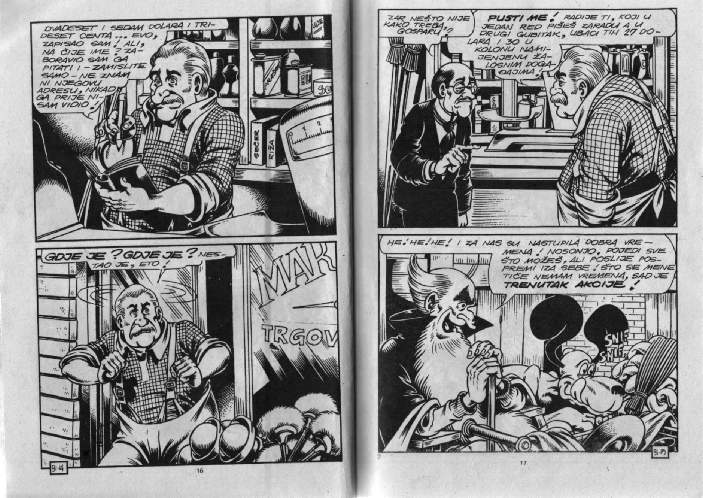 DVADESET I SEDAM DOLARA I TRI-
DESET CENTA... EVO,
ZAPISAO SAM! ALI,
NA ČIJE IME? ZA-
BORAVIO SAM GA
PITATI I - ZAMISLITE
SAMO - NE ZNAM
NI NJEGOVU
ADRESU, NIKAD
GA PRIJE NI-
SAM VIDIO!
ŠEĆER
RIŽA
GDJE JE? GDJE JE? NES-
TAO JE, ETO!
MAR
TRGOV
16
ZAR NEŠTO NIJE
KAKO TREBA,
GOSPARU?
PUSTI ME! RADIJE TI, KOJI U
JEDAN RED PIŠEŠ ZARADU A U
DRUGI GUBITAK, UBACI TIH 27 DO-
LARA I 30 U
KOLONU NAMI-
JENJENU ŽA-
LOSNIM DOGA-
ĐAJIMA!
HE! HE! HE! I ZA NAS SU NASTUPILA DOBRA VRE-
MENA! NOSONJO, POJEDI SVE
ŠTO MOŽEŠ, ALI POSLIJE POS-
PREMI IZA SEBE! ŠTO SE MENE
TIČE NEMAM VREMENA, SAD JE
TRENUTAK AKCIJE!
17